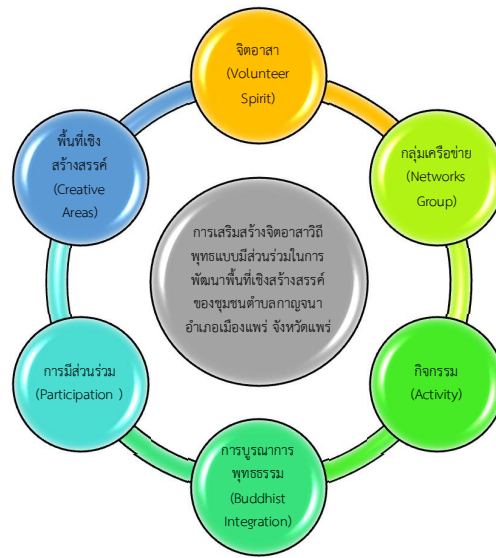 จิตอาสา
(Volunteer
Spirit)
กลุ่มเครือข่าย
(Networks
Group)
กิจกรรม
(Activity)
การบูรณาการ
พุทธธรรม
(Buddhist
Integration)
การมีส่วนร่วม
(Participation )
พื้นที่เชิง
สร้างสรรค์
(Creative
Areas)
การเสริมสร้างจิตอาสาวิถี
พุทธแบบมีส่วนร่วมในการ
พัฒนาพื้นที่เชิงสร้างสรรค์
ของชุมชนตำบลกาญจนา
อำเภอเมืองแพร่ จังหวัดแพร่